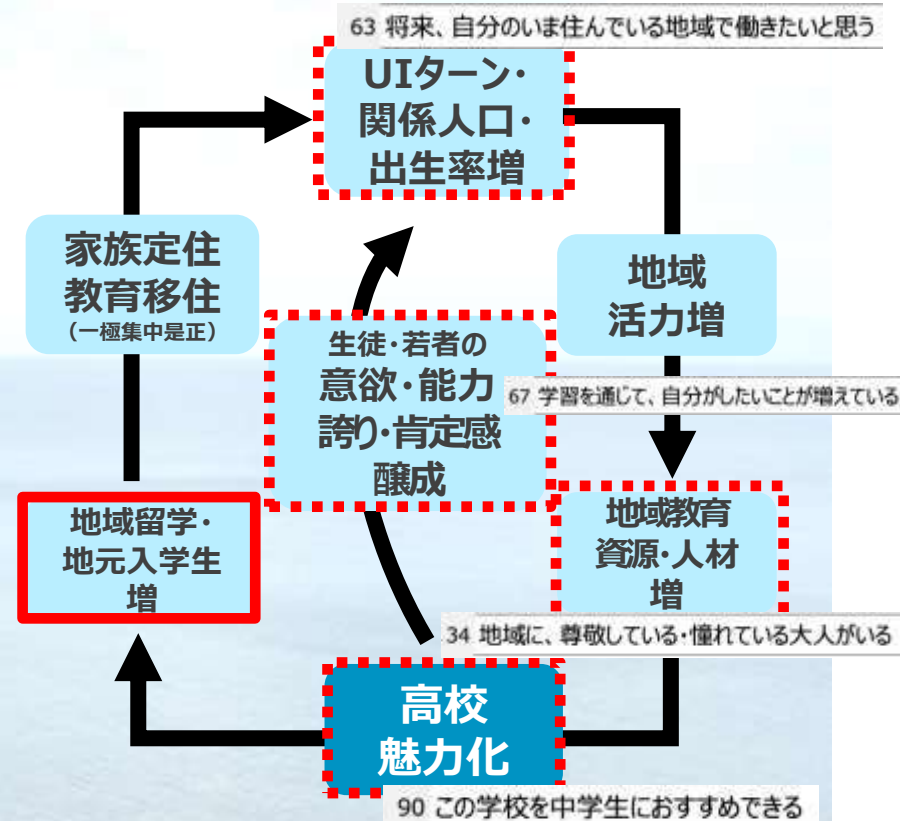 63 将来、自分のいま住んでいる地域で働きたいと思う
UIターン・
関係人口・
出生率増
家族定住
教育移住
（一極集中是正）
地域
活力増
生徒・若者の
意欲・能力
誇り・肯定感
醸成
67 学習を通じて、自分がしたいことが増えている
地域留学・
地元入学生
増
地域教育
資源・人材
増
34 地域に、尊敬している・憧れている大人がいる
高校
魅力化
90 この学校を中学生におすすめできる